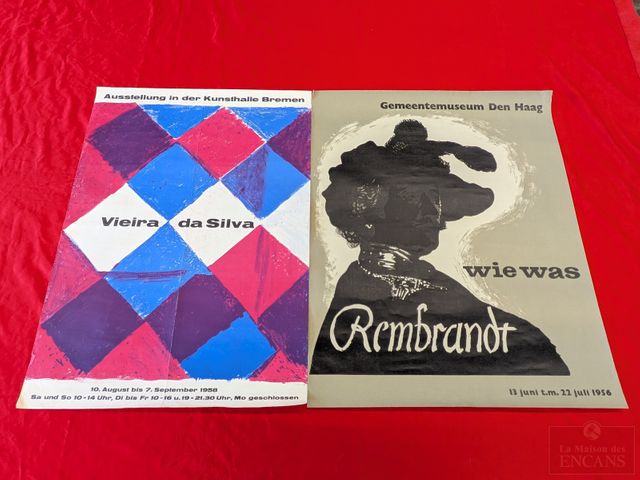 Ausstellung in der Kunsthalle Bremen
Vieira da Silva
10. August bis 7. September 1958
Sa und So 10-14 Uhr, Di bis Fr 10-16 u. 19-21.30 Uhr, Mo geschlossen
Gemeentemuseum Den Haag
wie was
Rembrandt
13 juni t.m. 22 juli 1956
La Maison des
ENCANS